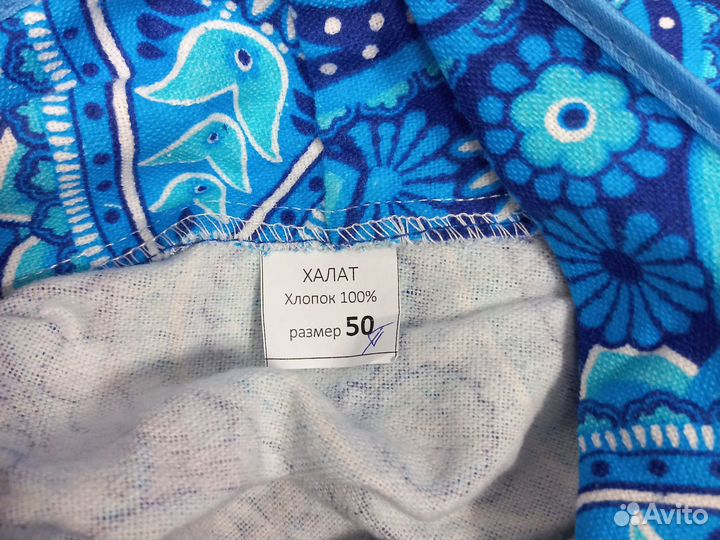 ХАЛАТ
Хлопок 100%
размер 50
Avito